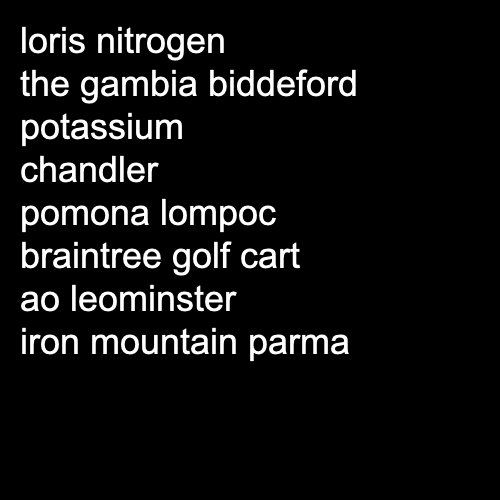 loris nitrogen
the gambia biddeford
potassium
chandler
pomona lompoc
braintree golf cart
ao leominster
iron mountain parma